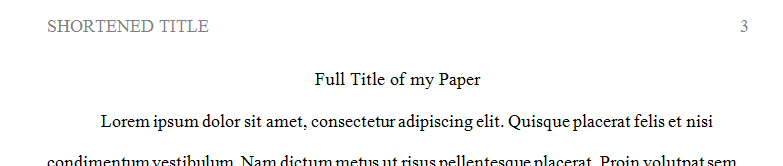 SHORTENED TITLE 3
Full Title of my Paper
Lorem ipsum dolor sit amet, consectetur adipiscing elit. Quisque placerat felis et nisi
condimentum vestibulum. Nam dictum metus ut risus pellentesque placerat. Proin volutpat sem